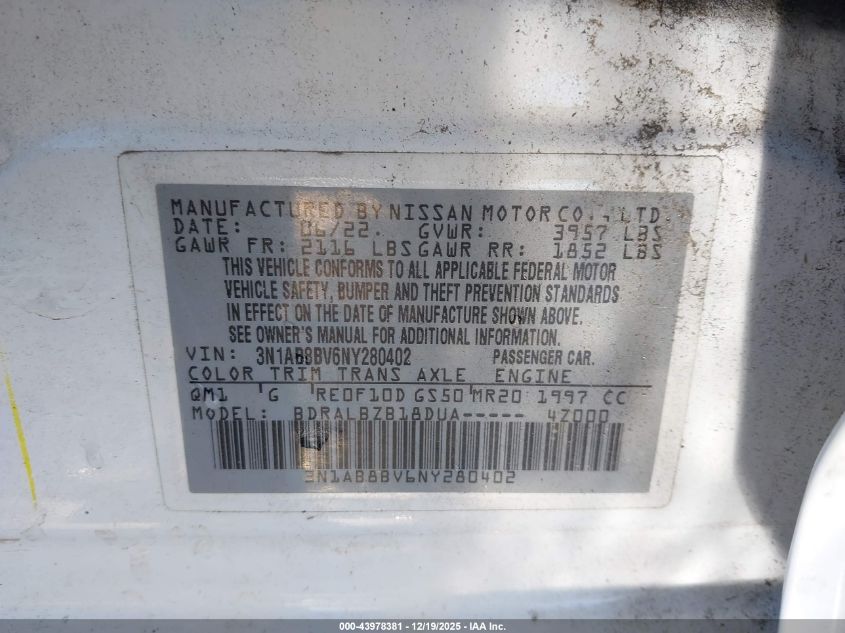 MANUFACTURED BY NISSAN MOTOR CO., LTD.
DATE: 06/22. GVWR: 3957 LBS
GAWR FR: 2116 LBS GAWR RR: 1852 LBS
THIS VEHICLE CONFORMS TO ALL APPLICABLE FEDERAL MOTOR
VEHICLE SAFETY, BUMPER AND THEFT PREVENTION STANDARDS
IN EFFECT ON THE DATE OF MANUFACTURE SHOWN ABOVE.
SEE OWNER'S MANUAL FOR ADDITIONAL INFORMATION.
VIN: 3N1AB8BV6NY280402 PASSENGER CAR.
COLOR TRIM TRANS AXLE ENGINE
QM1 G RE0F10D GS50 MR20 1997 CC
MODEL: BDRALBZB18DUA----- 4Z000
3N1AB8BV6NY280402
000-43978381 | 12/19/2025 - IAA Inc.